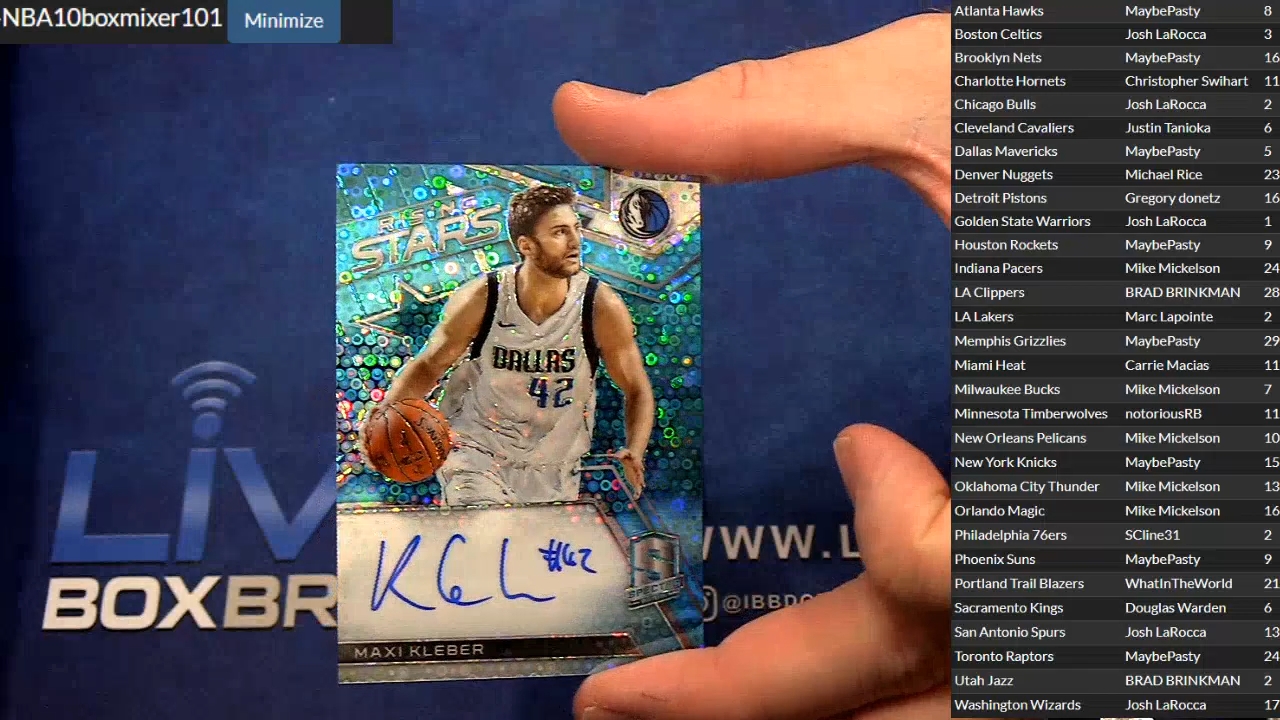 -NBA10boxmixer101 Minimize
RISING
STARS
DALLAS
42
#42
SPECTRA
MAXI KLEBER
LIV
BOXBR
WWW.L
@IBBDO
Atlanta Hawks MaybePasty 8
Boston Celtics Josh LaRocca 3
Brooklyn Nets MaybePasty 16
Charlotte Hornets Christopher Swihart 11
Chicago Bulls Josh LaRocca 2
Cleveland Cavaliers Justin Tanioka 6
Dallas Mavericks MaybePasty 5
Denver Nuggets Michael Rice 23
Detroit Pistons Gregory donetz 16
Golden State Warriors Josh LaRocca 1
Houston Rockets MaybePasty 9
Indiana Pacers Mike Mickelson 24
LA Clippers BRAD BRINKMAN 28
LA Lakers Marc Lapointe 2
Memphis Grizzlies MaybePasty 29
Miami Heat Carrie Macias 11
Milwaukee Bucks Mike Mickelson 7
Minnesota Timberwolves notoriousRB 11
New Orleans Pelicans Mike Mickelson 10
New York Knicks MaybePasty 15
Oklahoma City Thunder Mike Mickelson 13
Orlando Magic Mike Mickelson 16
Philadelphia 76ers SCline31 2
Phoenix Suns MaybePasty 9
Portland Trail Blazers WhatInTheWorld 21
Sacramento Kings Douglas Warden 6
San Antonio Spurs Josh LaRocca 13
Toronto Raptors MaybePasty 24
Utah Jazz BRAD BRINKMAN 2
Washington Wizards Josh LaRocca 17